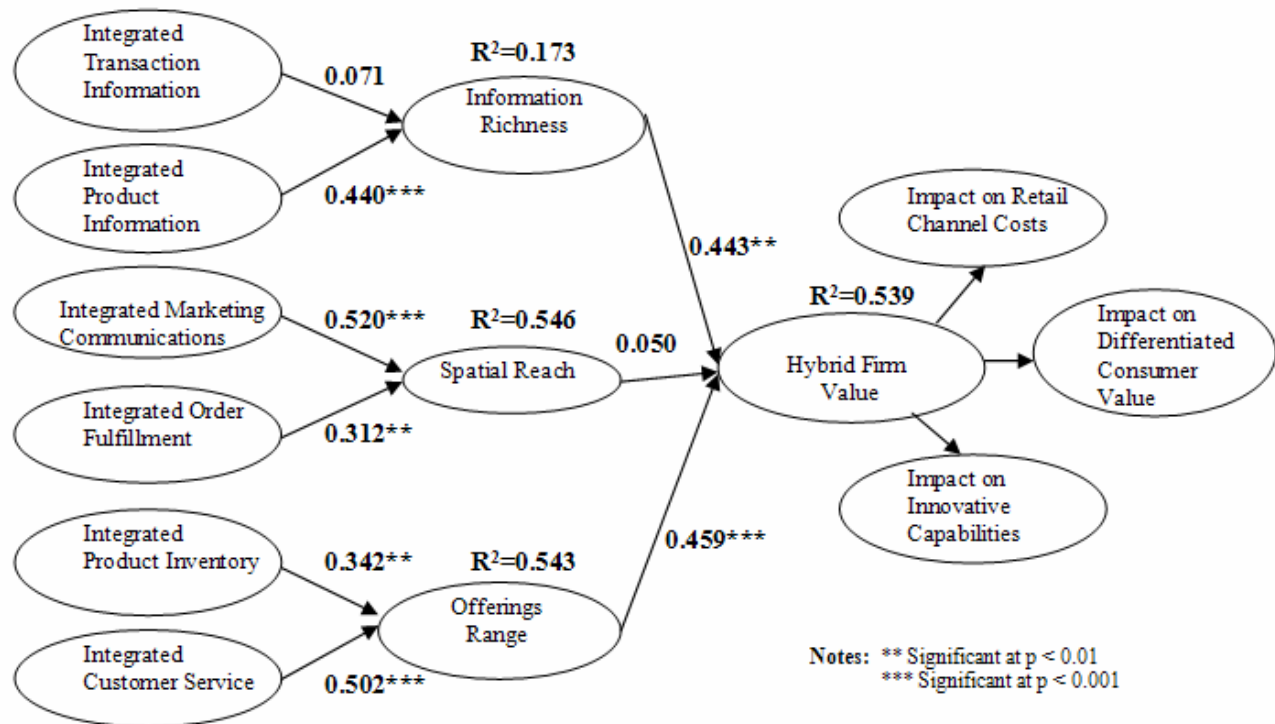 Integrated
Transaction
Information
0.071
R²=0.173
Information
Richness
Integrated
Product
Information
0.440***
Impact on Retail
Channel Costs
0.443**
Integrated Marketing
Communications
0.520***
R²=0.546
Spatial Reach
0.050
R²=0.539
Hybrid Firm
Value
Impact on
Differentiated
Consumer
Value
Integrated Order
Fulfillment
0.312**
Impact on
Innovative
Capabilities
Integrated
Product Inventory
0.342**
R²=0.543
0.459***
Offerings
Range
Integrated
Customer Service
0.502***
Notes: ** Significant at p < 0.01
*** Significant at p < 0.001